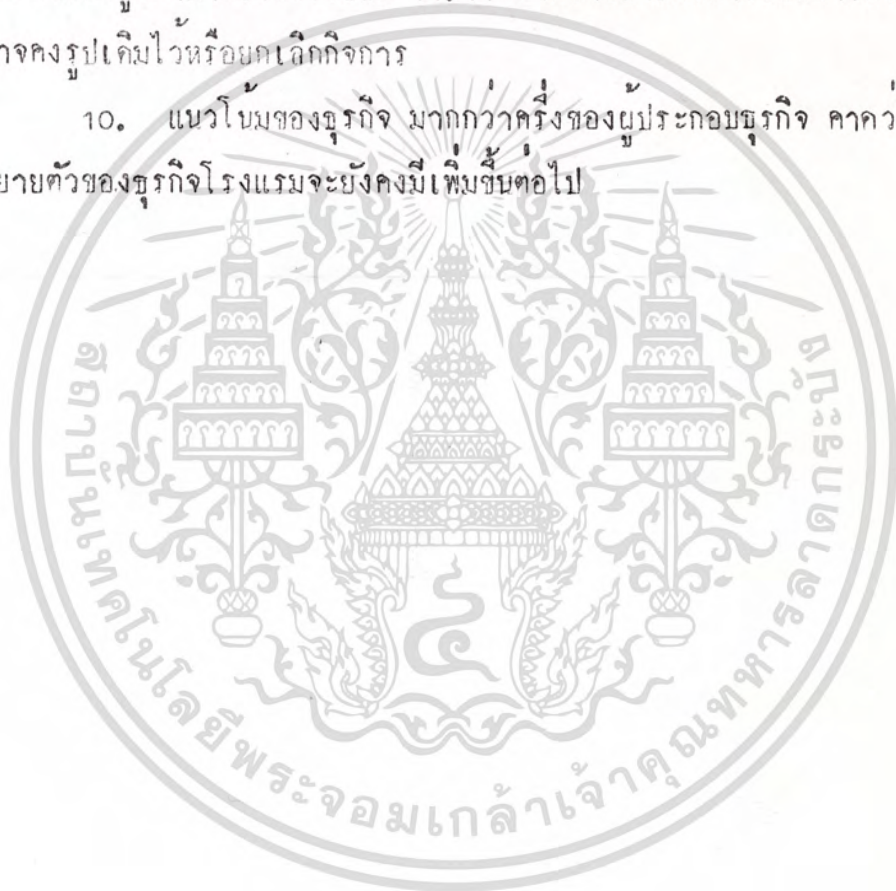 าจคงรูปเดิมไว้หรือยกเลิกกิจการ
10. แนวโน้มของธุรกิจ มากกว่าครึ่งของผู้ประกอบธุรกิจ คาดว่
ยายตัวของธุรกิจโรงแรมจะยังคงมีเพิ่มขึ้นต่อไป
สถาบันเทคโนโลยีพระจอมเกล้าเจ้าคุณทหารลาดกระบัง